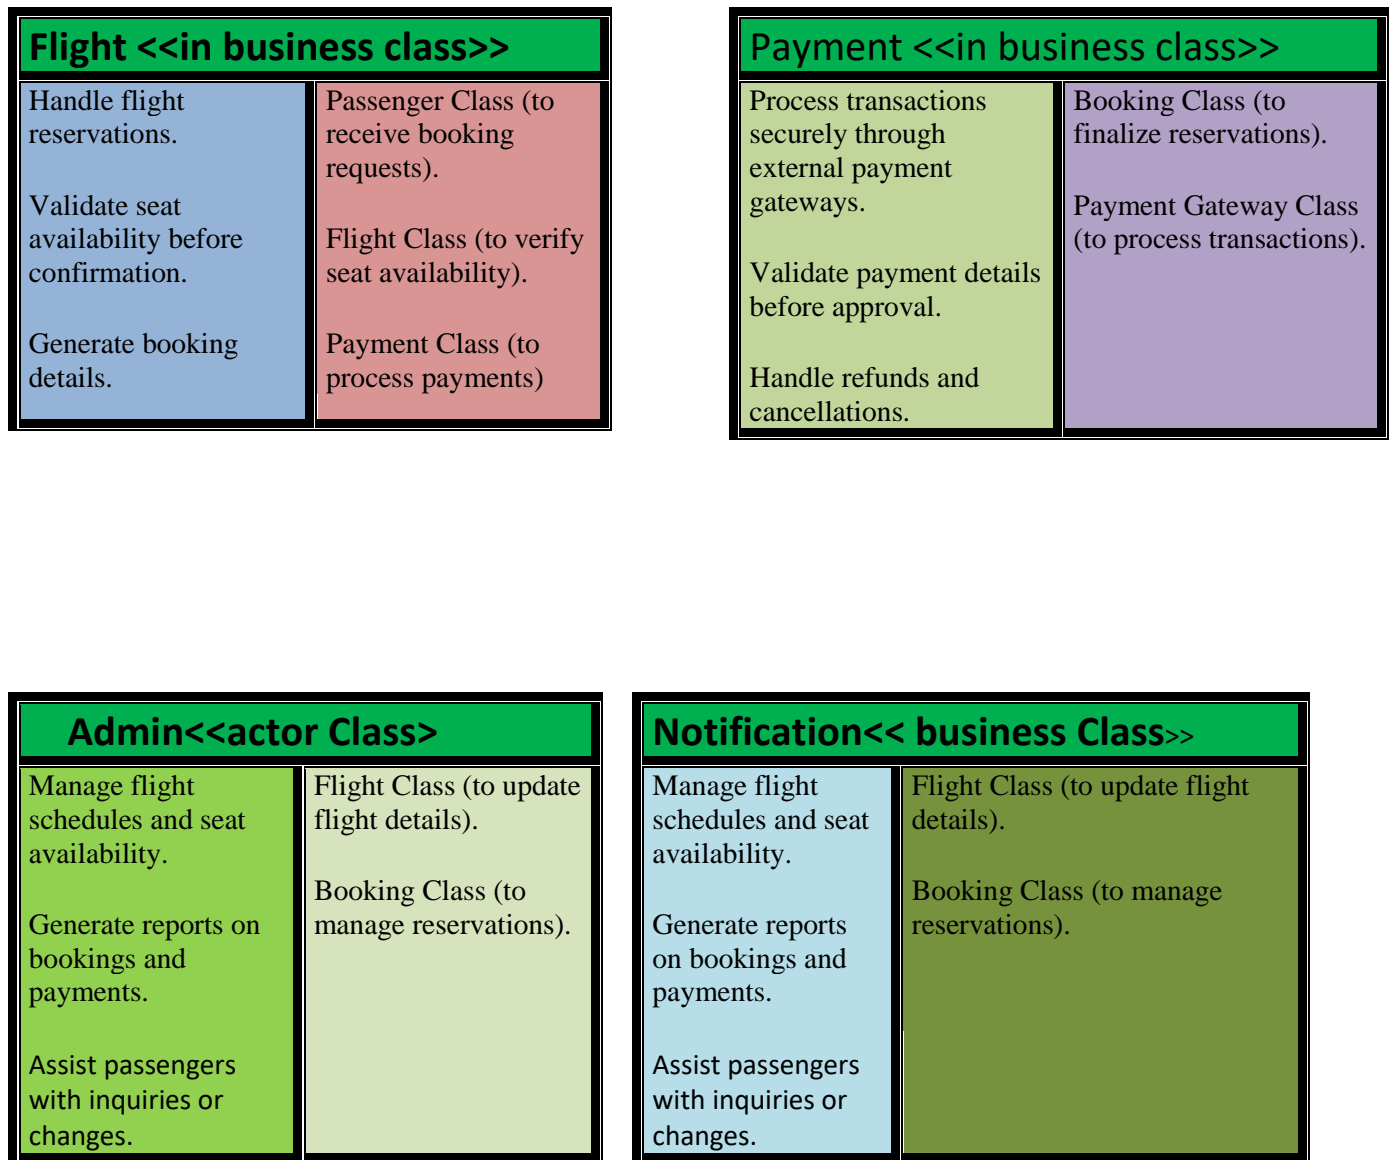 Flight <<in business class>>
Handle flight
reservations.
Validate seat
availability before
confirmation.
Generate booking
details.
Passenger Class (to
receive booking
requests).
Flight Class (to verify
seat availability).
Payment Class (to
process payments)
Payment <<in business class>>
Process transactions
securely through
external payment
gateways.
Validate payment details
before approval.
Handle refunds and
cancellations.
Booking Class (to
finalize reservations).
Payment Gateway Class
(to process transactions).
Admin<<actor Class>
Manage flight
schedules and seat
availability.
Generate reports on
bookings and
payments.
Assist passengers
with inquiries or
changes.
Flight Class (to update
flight details).
Booking Class (to
manage reservations).
Notification<< business Class>>
Manage flight
schedules and seat
availability.
Generate reports
on bookings and
payments.
Assist passengers
with inquiries or
changes.
Flight Class (to update flight
details).
Booking Class (to manage
reservations).